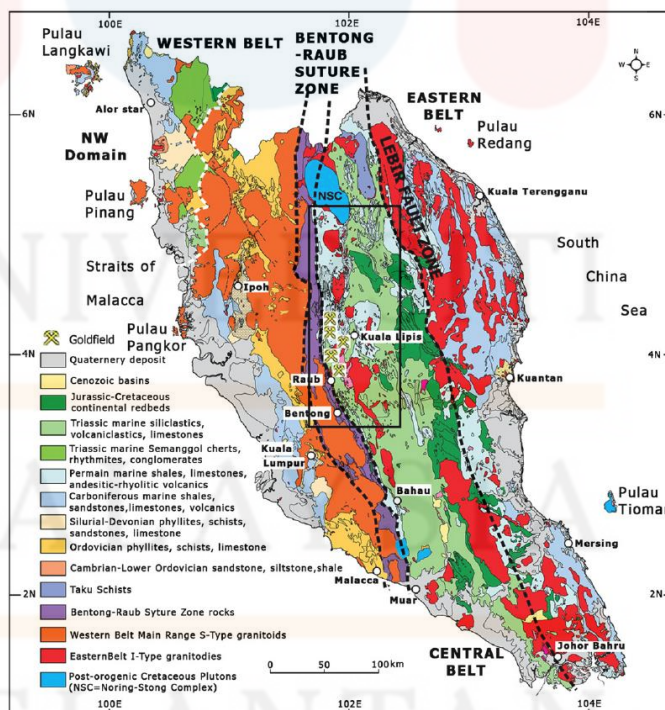 100E
102E
104E
Pulau
Langkawi
WESTERN BELT
BENTONG
-RAUB
SUTURE
ZONE
N
W
E
S
6N
6N
Alor star
EASTERN
BELT
Pulau
Redang
NW
Domain
LEBIR FAULT ZONE
NSC
Kuala Terengganu
Pulau
Pinang
South
China
Sea
Straits of
Malacca
Ipoh
Pulau
Pangkor
Kuala Lipis
4N
4N
Raub
Kuantan
Bentong
Kuala
Lumpur
Bahau
Pulau
Tioman
Mersing
Malacca
Muar
2N
2N
CENTRAL
BELT
Johor Bahru
Goldfield
Quaternery deposit
Cenozoic basins
Jurassic-Cretaceous
continental redbeds
Triassic marine siliclastics,
volcaniclastics, limestones
Triassic marine Semanggol cherts,
rhythmites, conglomerates
Permain marine shales, limestones,
andesitic-rhyolitic volcanics
Carboniferous marine shales,
sandstones,limestones, volcanics
Silurial-Devonian phyllites, schists,
sandstones, limestone
Ordovician phyllites, schists, limestone
Cambrian-Lower Ordovician sandstone, siltstone,shale
Taku Schists
Bentong-Raub Syture Zone rocks
Western Belt Main Range S-Type granitoids
EasternBelt I-Type granitodies
Post-orogenic Cretaceous Plutons
(NSC=Noring-Stong Complex)
0
50
100km
100E
102E
104E